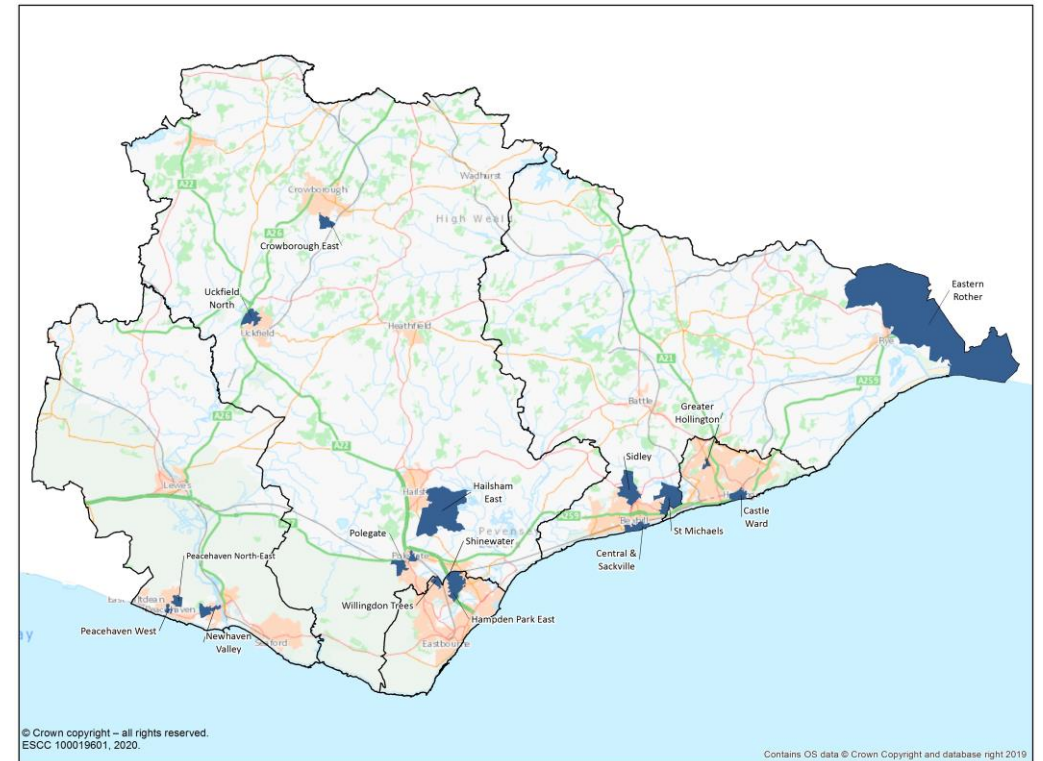 A22
Crowborough
Wadhurst
High Weald
A26
Crowborough East
Uckfield
North
Uckfield
Heathfield
Eastern
Rother
Rye
A21
A259
Battle
Greater
Hollington
A26
A22
Lewes
Sidley
Hailsham
East
Castle
Ward
St Michaels
A259
Polegate
Shinewater
Central &
Sackville
Peacehaven North-East
Willingdon Trees
Hampden Park East
Peacehaven West
Newhaven
Valley
Seaford
Eastbourne
© Crown copyright – all rights reserved.
ESCC 100019601, 2020.
Contains OS data © Crown Copyright and database right 2019